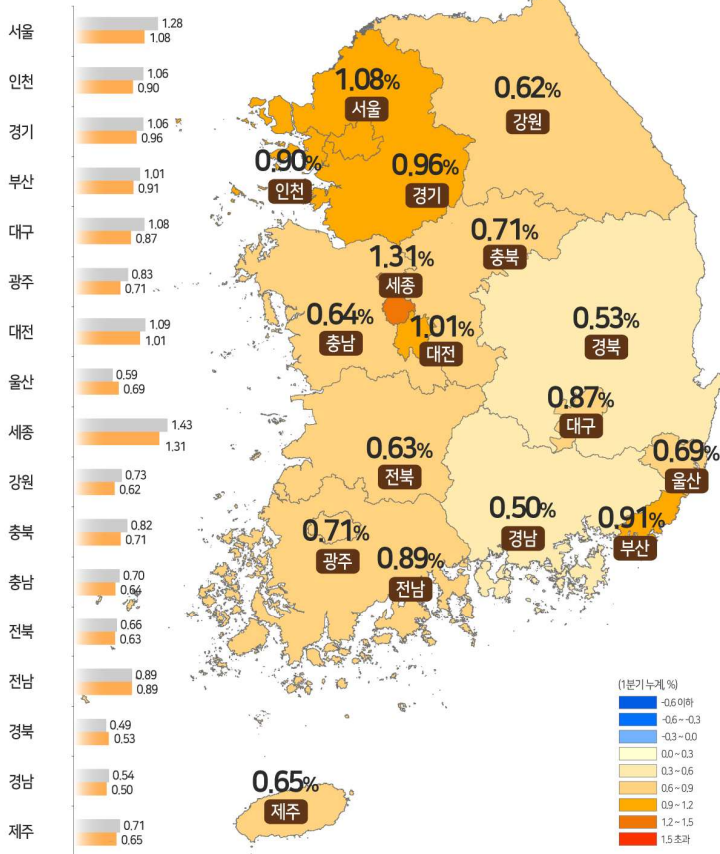 서울
1.28
1.08
인천
1.06
0.90
경기
1.06
0.96
부산
1.01
0.91
대구
1.08
0.87
광주
0.83
0.71
대전
1.09
1.01
울산
0.59
0.69
세종
1.43
1.31
강원
0.73
0.62
충북
0.82
0.71
충남
0.70
0.64
전북
0.66
0.63
전남
0.89
0.89
경북
0.49
0.53
경남
0.54
0.50
제주
0.71
0.65
1.08%
서울
0.62%
강원
0.90%
인천
0.96%
경기
0.71%
충북
1.31%
세종
0.64%
충남
1.01%
대전
0.53%
경북
0.87%
대구
0.63%
전북
0.69%
울산
0.50%
경남
0.91%
부산
0.71%
광주
0.89%
전남
0.65%
제주
(1분기 누계, %)
-0.6 이하
-0.6 ~ -0.3
-0.3 ~ 0.0
0.0 ~ 0.3
0.3 ~ 0.6
0.6 ~ 0.9
0.9 ~ 1.2
1.2 ~ 1.5
1.5 초과